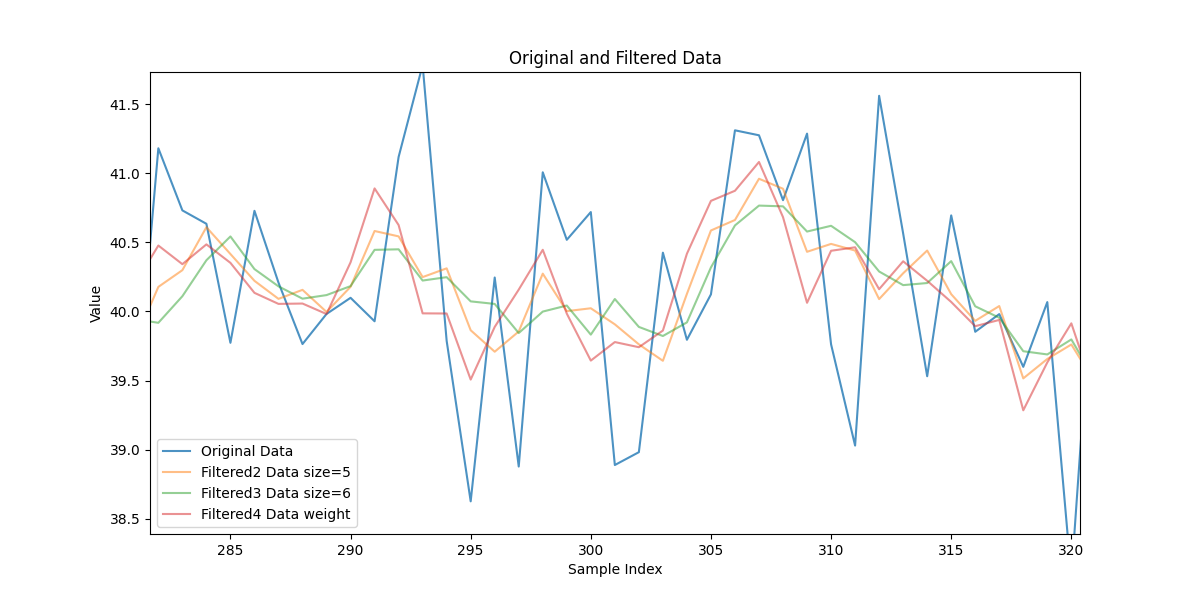 Original and Filtered Data
Value
41.5
41.0
40.5
40.0
39.5
39.0
38.5
Original Data
Filtered2 Data size=5
Filtered3 Data size=6
Filtered4 Data weight
285 290 295 300 305 310 315 320
Sample Index